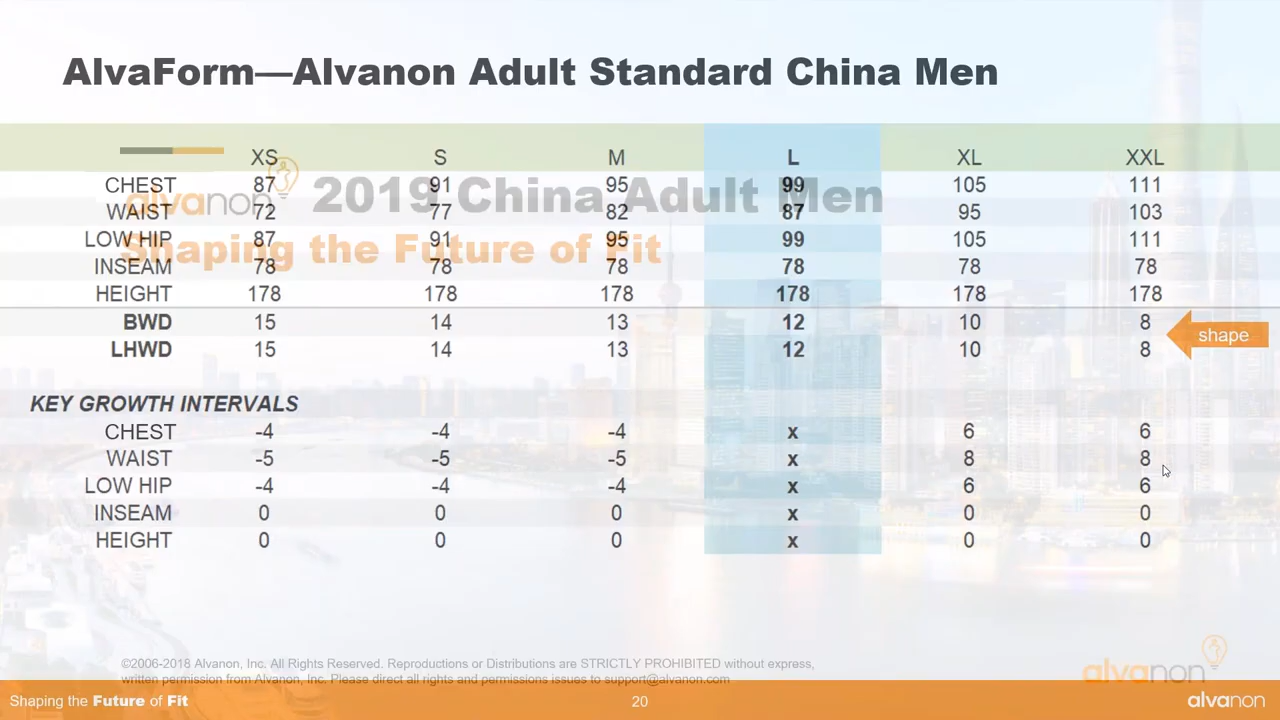 AlvaForm—Alvanon Adult Standard China Men
XS S M L XL XXL
CHEST 87 91 95 99 105 111
alvanon 2019 China Adult Men
WAIST 72 77 82 87 95 103
LOW HIP 87 91 95 99 105 111
Shaping the Future of Fit
INSEAM 78 78 78 78 78 78
HEIGHT 178 178 178 178 178 178
BWD 15 14 13 12 10 8
shape
LHWD 15 14 13 12 10 8
KEY GROWTH INTERVALS
CHEST -4 -4 -4 x 6 6
WAIST -5 -5 -5 x 8 8
LOW HIP -4 -4 -4 x 6 6
INSEAM 0 0 0 x 0 0
HEIGHT 0 0 0 x 0 0
©2006-2018 Alvanon, Inc. All Rights Reserved. Reproductions or Distributions are STRICTLY PROHIBITED without express,
written permission from Alvanon, Inc. Please direct all rights and permissions issues to support@alvanon.com
alvanon
Shaping the Future of Fit 20 alvanon